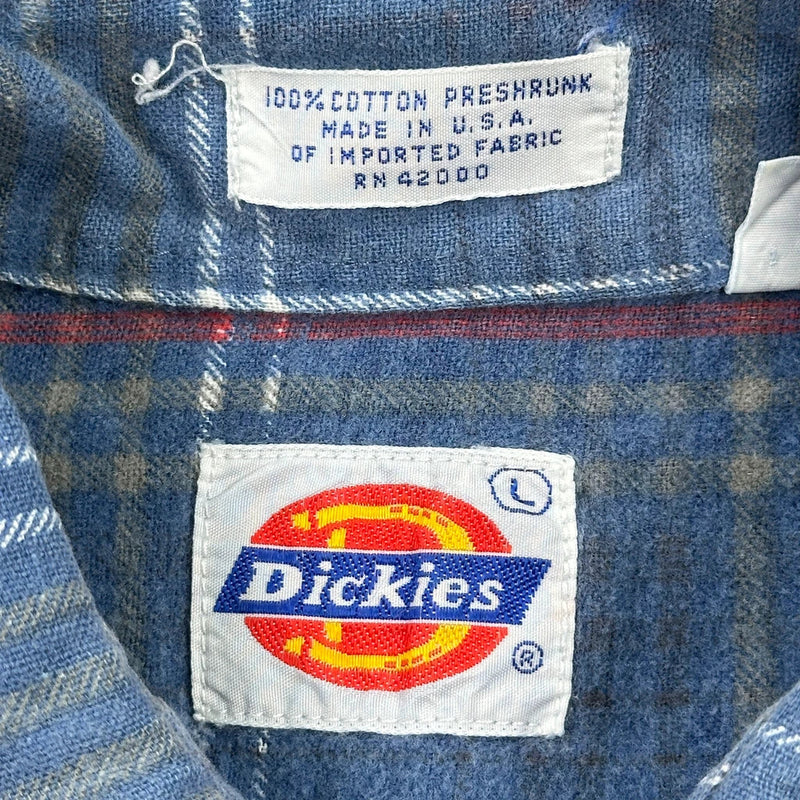 100% COTTON PRESHRUNK
MADE IN U.S.A.
OF IMPORTED FABRIC
RN 42000
L
Dickies
®